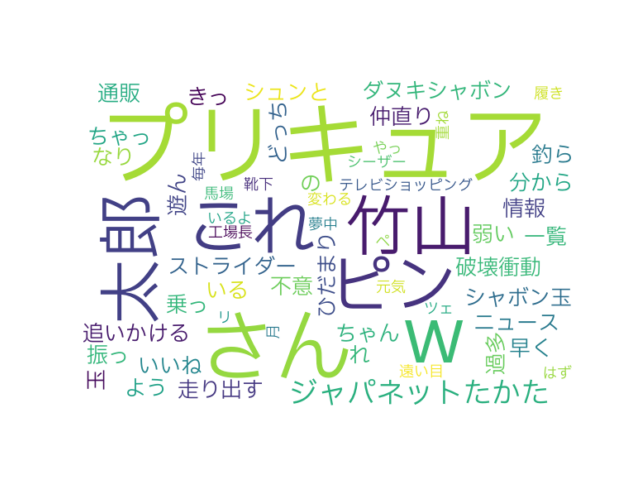 通販
きっ
シュンと
ダヌキシャボン
履き
プリキュア
どっち
仲直り
重ね
ちゃっ
なり
やっ
シーザー
釣ら
毎年
遊ん
靴下
の
テレビショッピング
分から
馬場
変わる
情報
太郎
これ
いるよ
工場長
夢中
竹山
弱い
一覧
ひだまり
ストライダー
ペ
破壊衝動
いる
不意
ピン
元気
シャボン玉
乗っ
リ
月
さん
ツェ
ニュース
追いかける
ちゃん
w
過多
早く
振っ
いいね
れ
遠い目
はず
玉
よう
走り出す
ジャパネットたかた